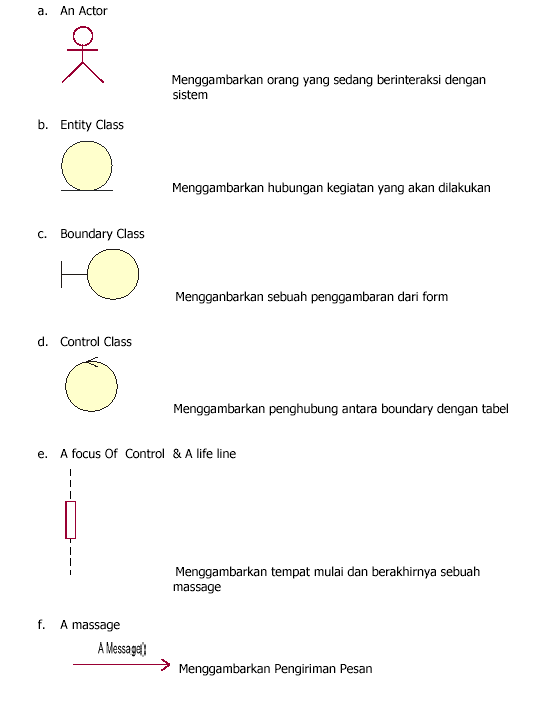 a. An Actor
Menggambarkan orang yang sedang berinteraksi dengan
sistem
b. Entity Class
Menggambarkan hubungan kegiatan yang akan dilakukan
c. Boundary Class
Mengganbarkan sebuah penggambaran dari form
d. Control Class
Menggambarkan penghubung antara boundary dengan tabel
e. A focus Of Control & A life line
Menggambarkan tempat mulai dan berakhirnya sebuah
massage
f. A massage
A Message()
Menggambarkan Pengiriman Pesan